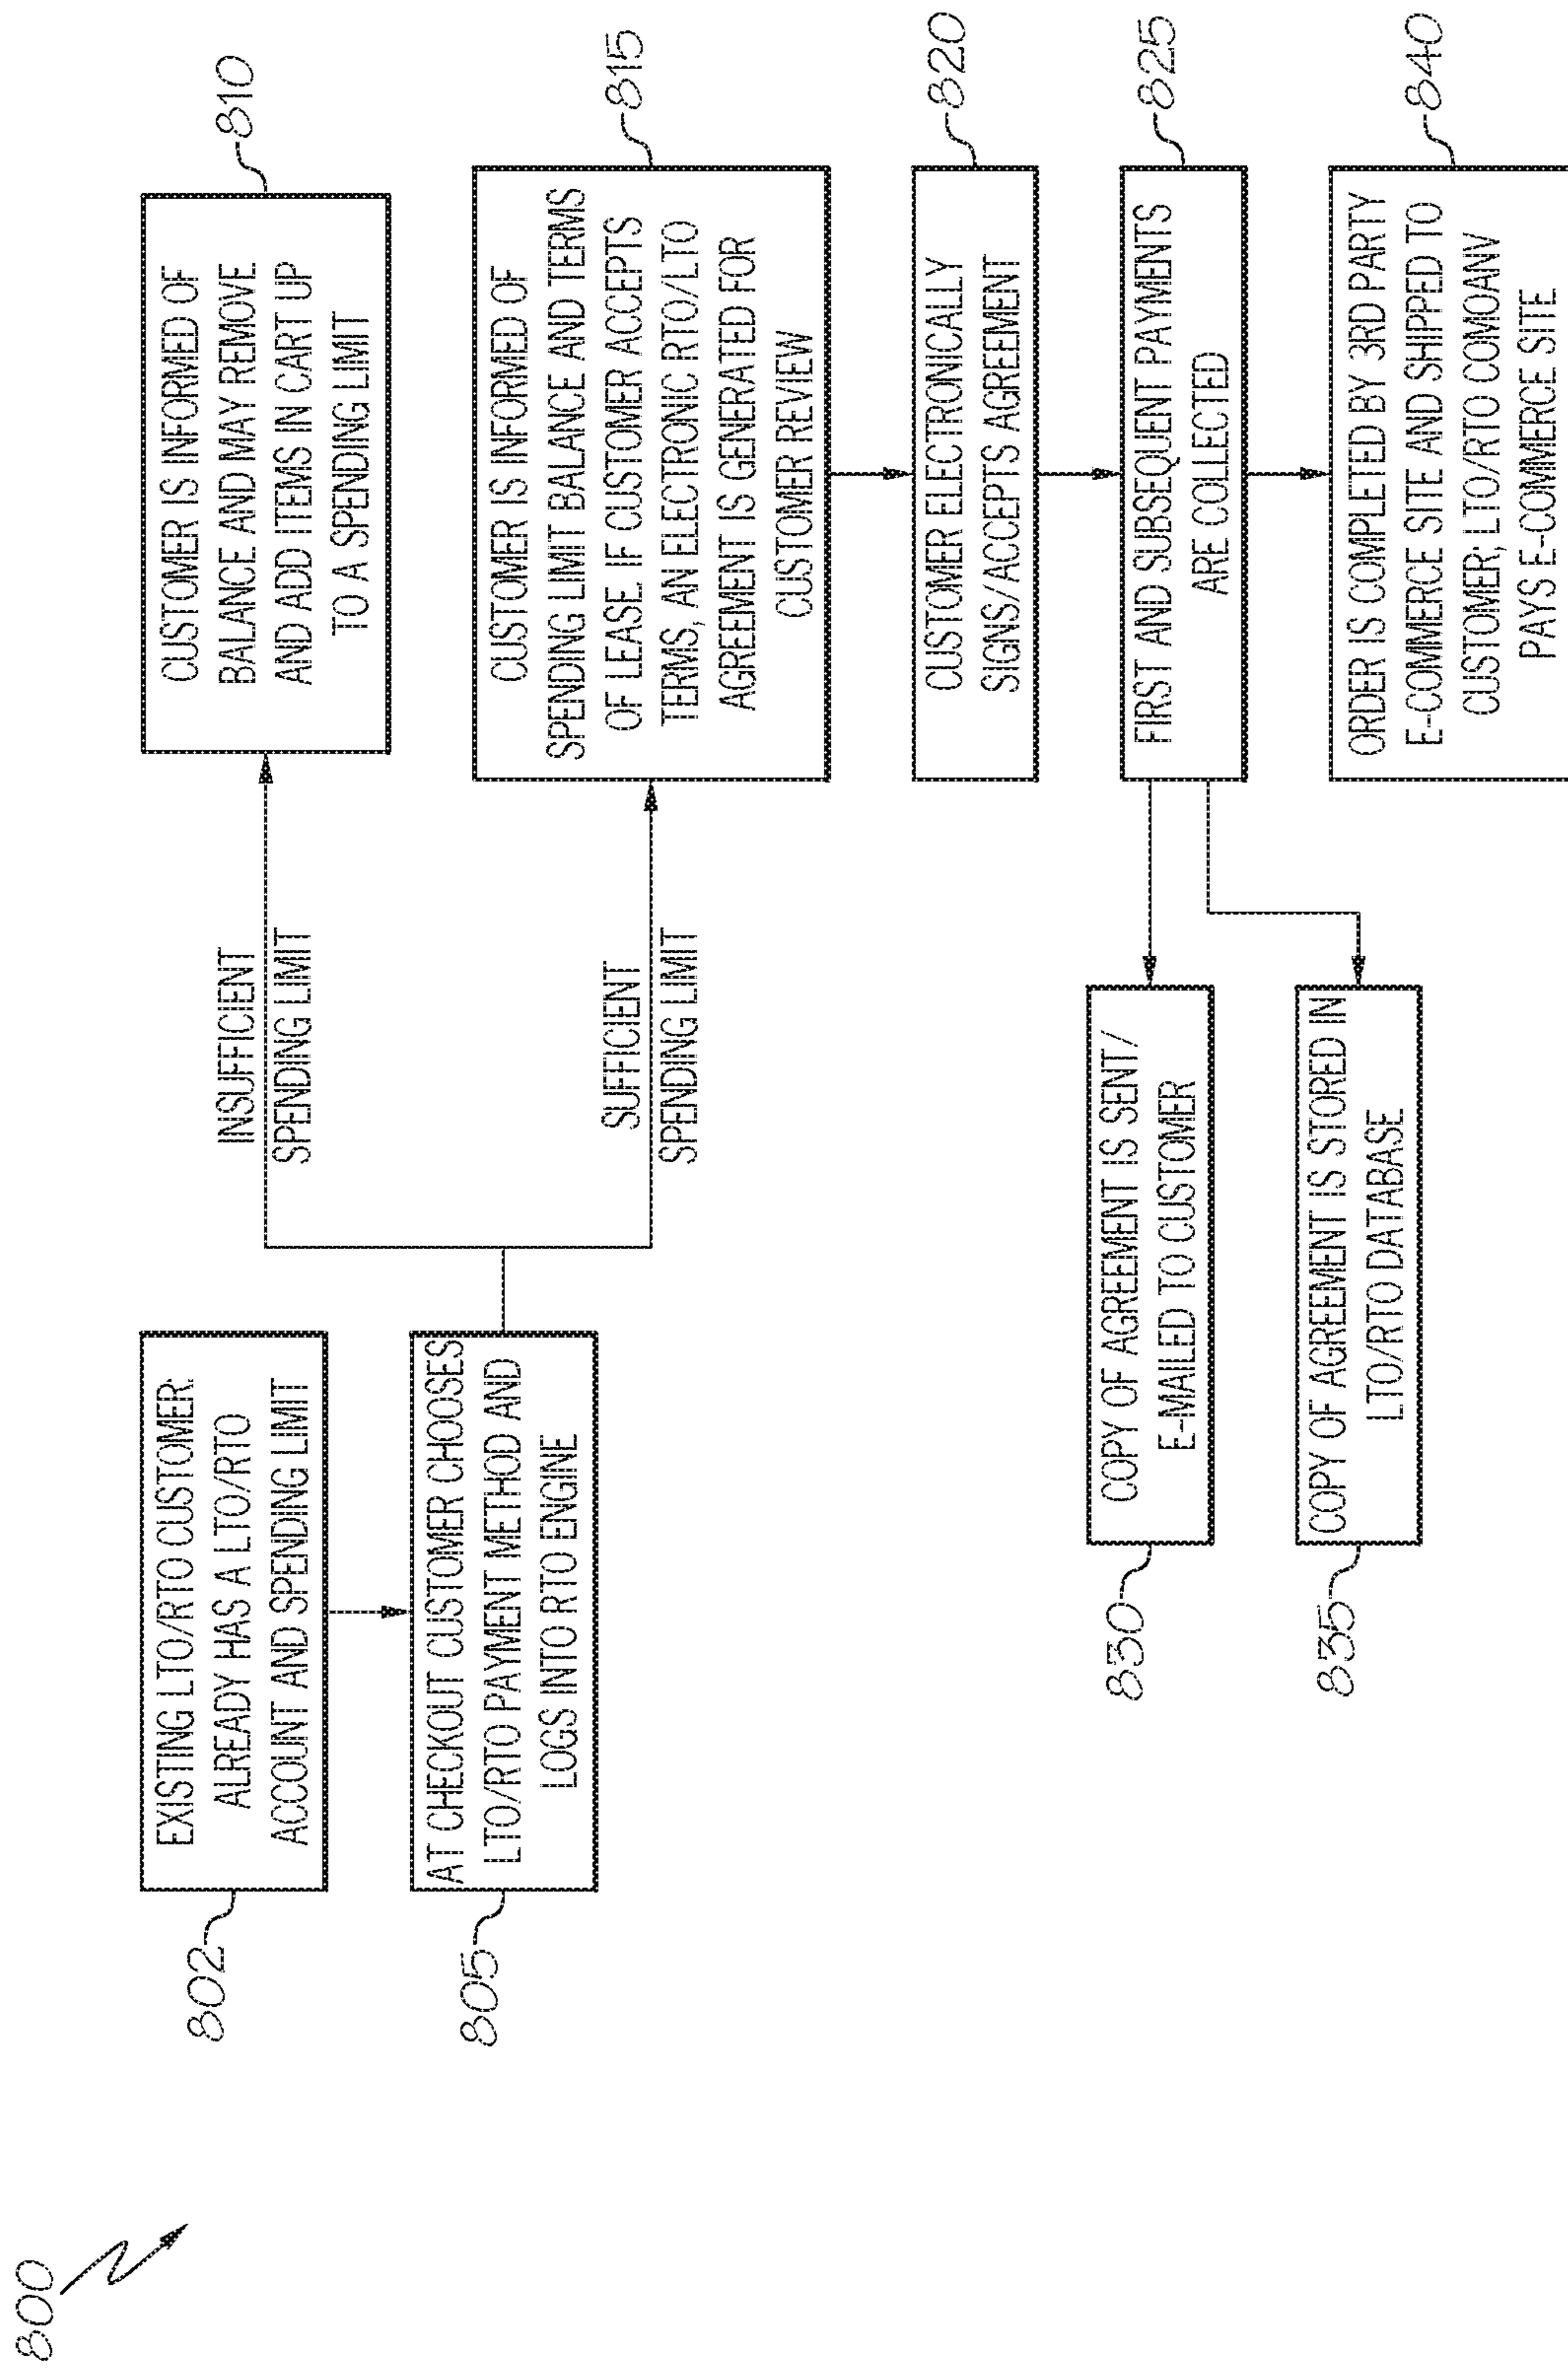 800
802
EXISTING LTO/RTO CUSTOMER:
ALREADY HAS A LTO/RTO
ACCOUNT AND SPENDING LIMIT
805
AT CHECKOUT CUSTOMER CHOOSES
LTO/RTO PAYMENT METHOD AND
LOGS INTO RTO ENGINE
INSUFFICIENT
SPENDING LIMIT
SUFFICIENT
SPENDING LIMIT
810
CUSTOMER IS INFORMED OF
BALANCE AND MAY REMOVE
AND ADD ITEMS IN CART UP
TO A SPENDING LIMIT
815
CUSTOMER IS INFORMED OF
SPENDING LIMIT BALANCE AND TERMS
OF LEASE. IF CUSTOMER ACCEPTS
TERMS, AN ELECTRONIC RTO/LTO
AGREEMENT IS GENERATED FOR
CUSTOMER REVIEW
820
CUSTOMER ELECTRONICALLY
SIGNS/ACCEPTS AGREEMENT
825
FIRST AND SUBSEQUENT PAYMENTS
ARE COLLECTED
830
COPY OF AGREEMENT IS SENT/
E-MAILED TO CUSTOMER
835
COPY OF AGREEMENT IS STORED IN
LTO/RTO DATABASE
840
ORDER IS COMPLETED BY 3RD PARTY
E-COMMERCE SITE AND SHIPPED TO
CUSTOMER; LTO/RTO COMOANV
PAYS E-COMMERCE SITE